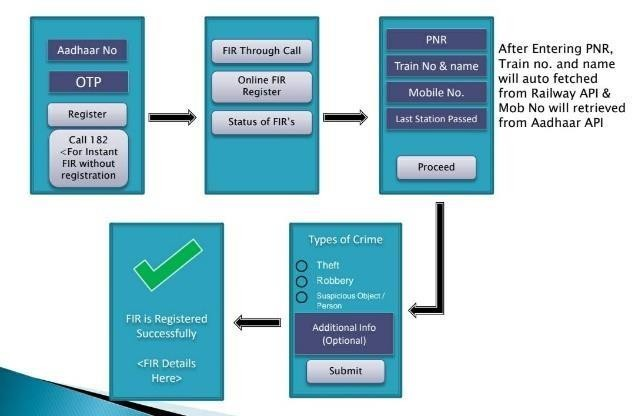 Aadhaar No
OTP
Register
Call 182
<For Instant
FIR without
registration
FIR Through Call
Online FIR
Register
Status of FIR's
PNR
Train No & name
Mobile No.
Last Station Passed
Proceed
After Entering PNR,
Train no. and name
will auto fetched
from Railway API &
Mob No will retrieved
from Aadhaar API
Types of Crime
Theft
Robbery
Suspicious Object /
Person
Additional Info
(Optional)
Submit
FIR is Registered
Successfully
<FIR Details
Here>